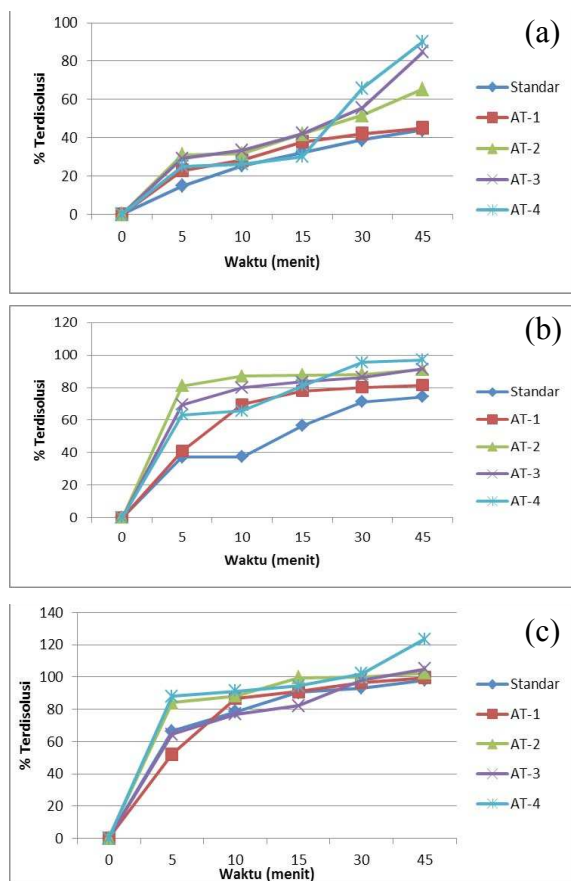 (a)
100
80
60
40
20
0
% Terdisolusi
0 5 10 15 30 45
Waktu (menit)
Standar
AT-1
AT-2
AT-3
AT-4
(b)
120
100
80
60
40
20
0
% Terdisolusi
0 5 10 15 30 45
Waktu (menit)
Standar
AT-1
AT-2
AT-3
AT-4
(c)
140
120
100
80
60
40
20
0
% Terdisolusi
0 5 10 15 30 45
Waktu (menit)
Standar
AT-1
AT-2
AT-3
AT-4